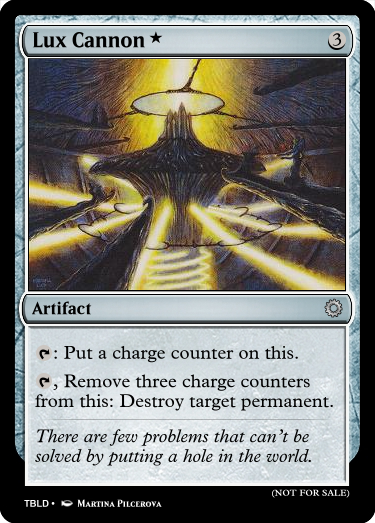 Lux Cannon ★ 3
Artifact
: Put a charge counter on this.
, Remove three charge counters
from this: Destroy target permanent.
There are few problems that can't be
solved by putting a hole in the world.
(NOT FOR SALE)
TBLD • Martina Pilcerova